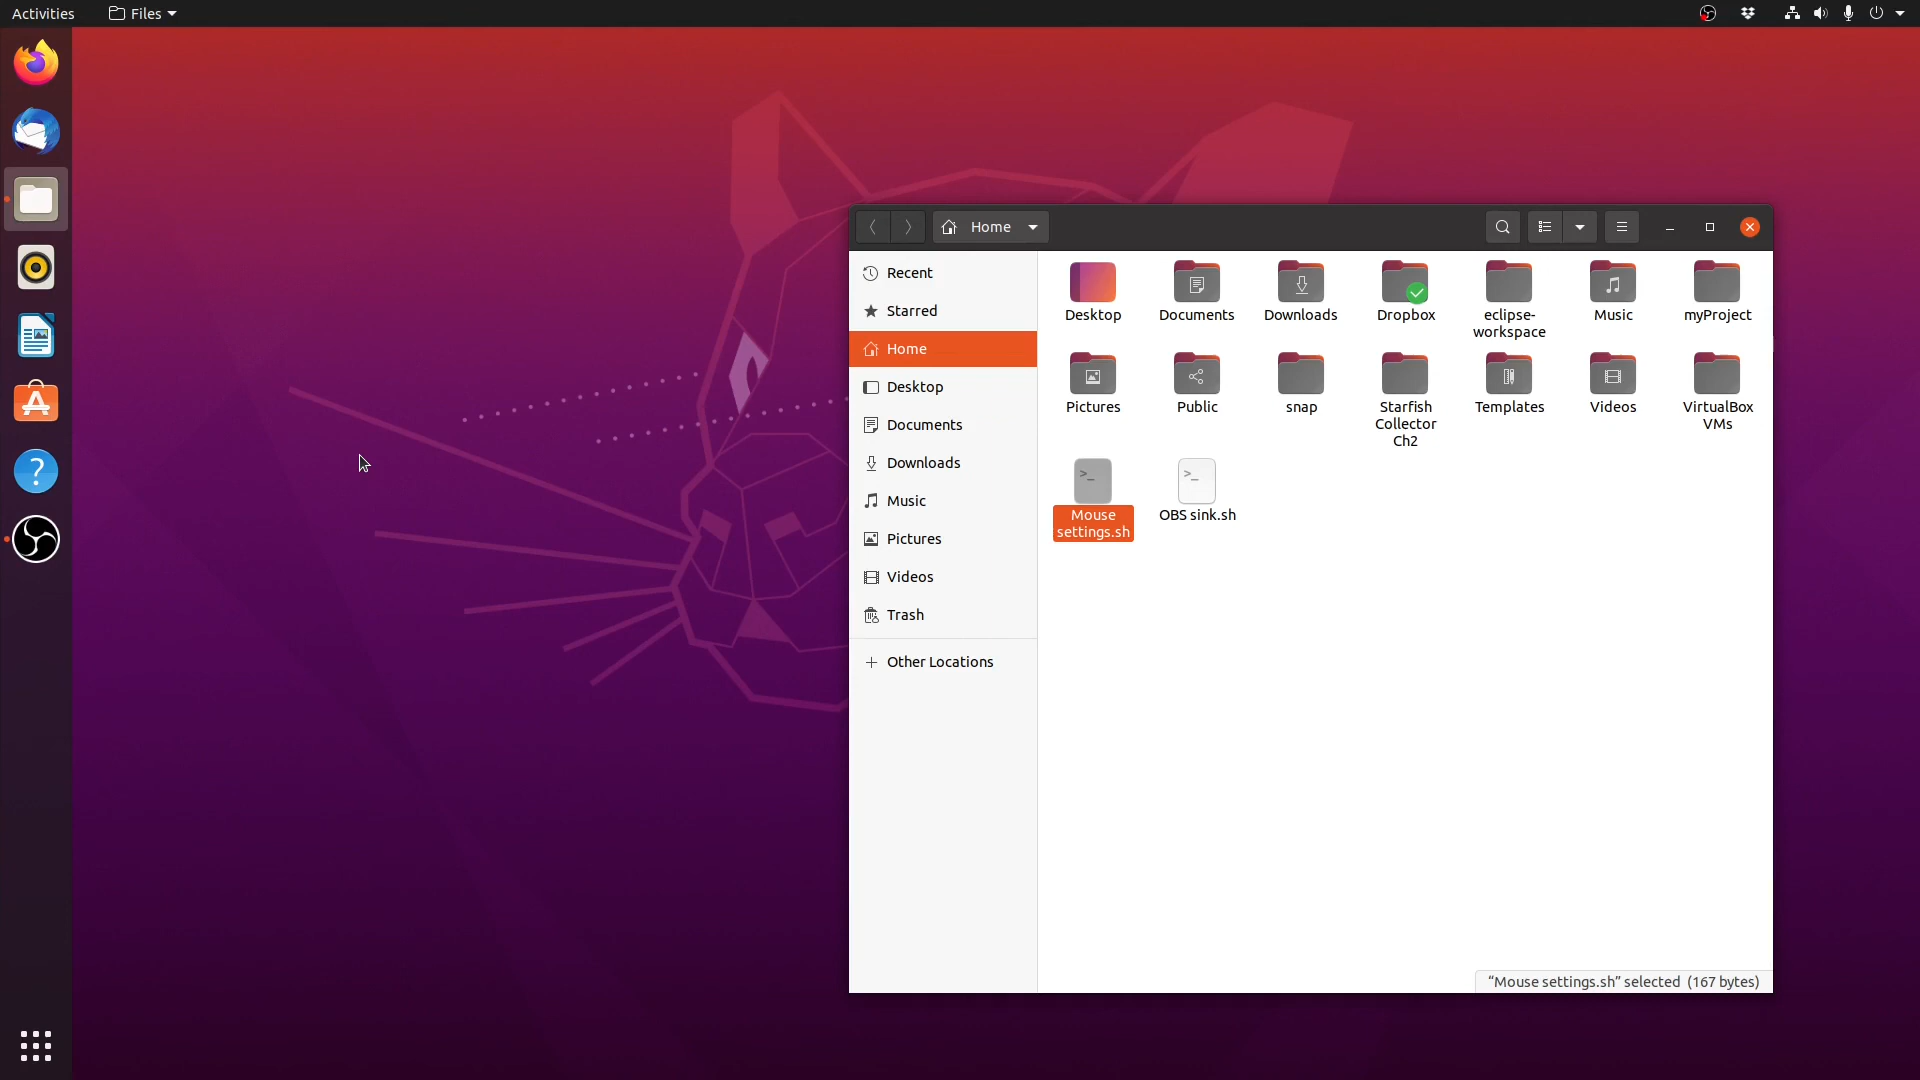 Activities
Files
Home
Recent
Starred
Home
Desktop
Documents
Downloads
Music
Pictures
Videos
Trash
Other Locations
Desktop
Documents
Downloads
Dropbox
eclipse-
workspace
Music
myProject
Pictures
Public
snap
Starfish
Collector
Ch2
Templates
Videos
VirtualBox
VMs
Mouse
settings.sh
OBS sink.sh
“Mouse settings.sh” selected (167 bytes)